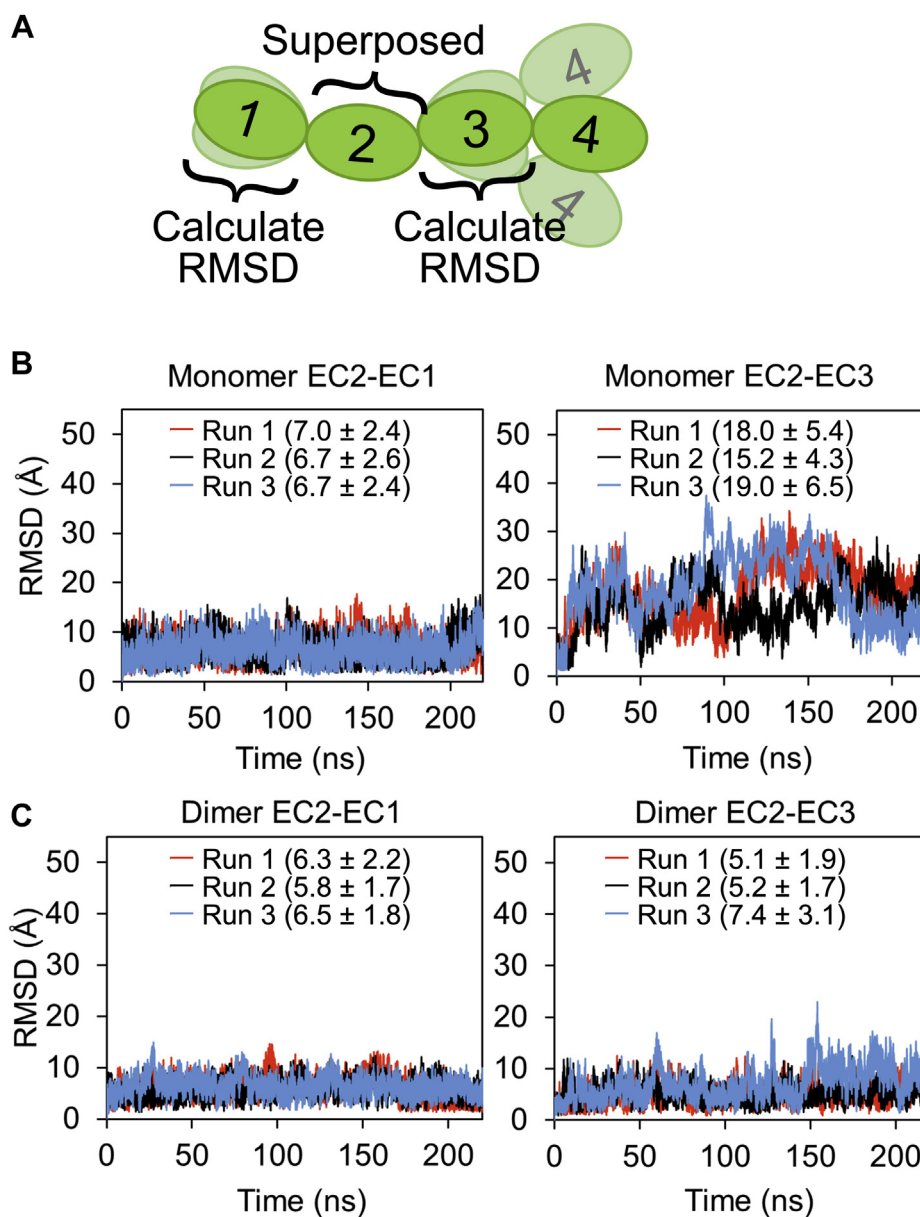 A
Superposed
1
2
3
4
4
4
Calculate
RMSD
Calculate
RMSD
B
Monomer EC2-EC1
Monomer EC2-EC3
RMSD (Å)
50
40
30
20
10
0
Run 1 (7.0 ± 2.4)
Run 2 (6.7 ± 2.6)
Run 3 (6.7 ± 2.4)
0 50 100 150 200
Time (ns)
50
40
30
20
10
0
Run 1 (18.0 ± 5.4)
Run 2 (15.2 ± 4.3)
Run 3 (19.0 ± 6.5)
0 50 100 150 200
Time (ns)
C
Dimer EC2-EC1
Dimer EC2-EC3
RMSD (Å)
50
40
30
20
10
0
Run 1 (6.3 ± 2.2)
Run 2 (5.8 ± 1.7)
Run 3 (6.5 ± 1.8)
0 50 100 150 200
Time (ns)
50
40
30
20
10
0
Run 1 (5.1 ± 1.9)
Run 2 (5.2 ± 1.7)
Run 3 (7.4 ± 3.1)
0 50 100 150 200
Time (ns)